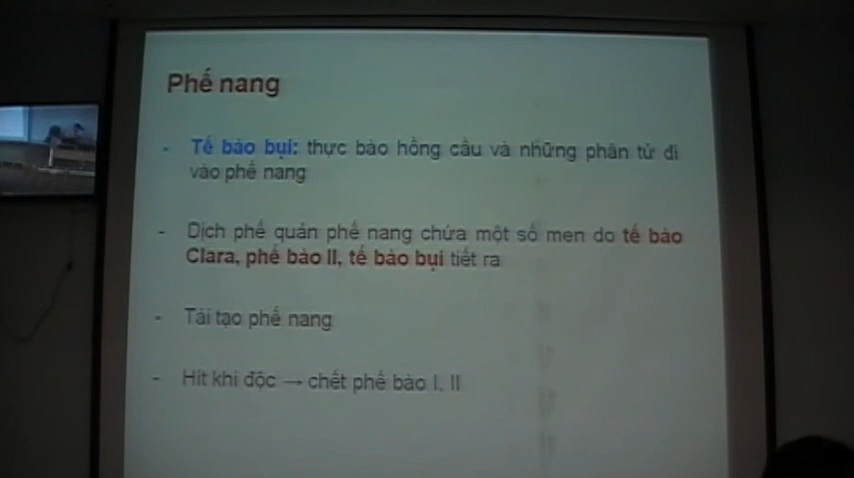 Phế nang
- Tế bào bụi: thực bào hồng cầu và những phân tử đi
vào phế nang
- Dịch phế quản phế nang chứa một số men do tế bào
Clara, phế bào II, tế bào bụi tiết ra
- Tái tạo phế nang
- Hít khí độc → chết phế bào I, II